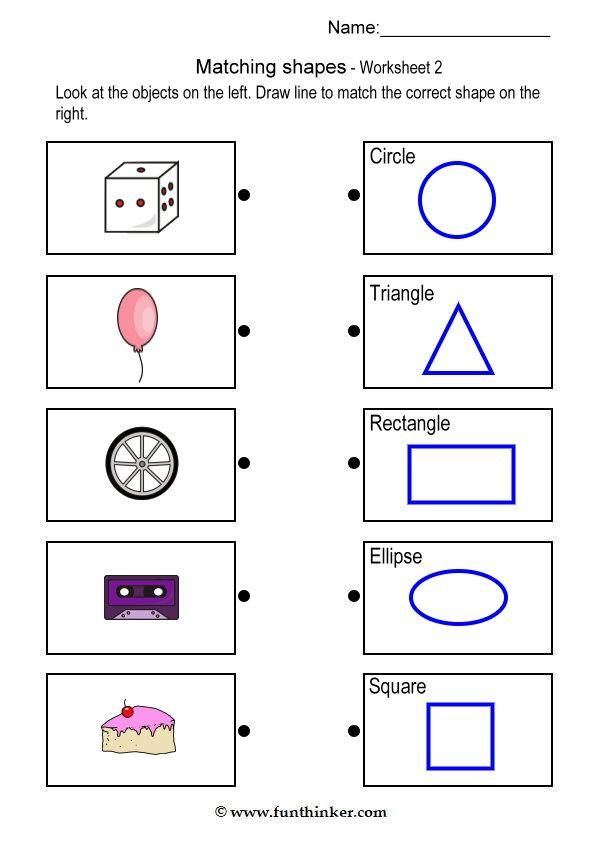 Name:_________________
Matching shapes - Worksheet 2
Look at the objects on the left. Draw line to match the correct shape on the
right.
Circle
Triangle
Rectangle
Ellipse
Square
© www.funthinker.com